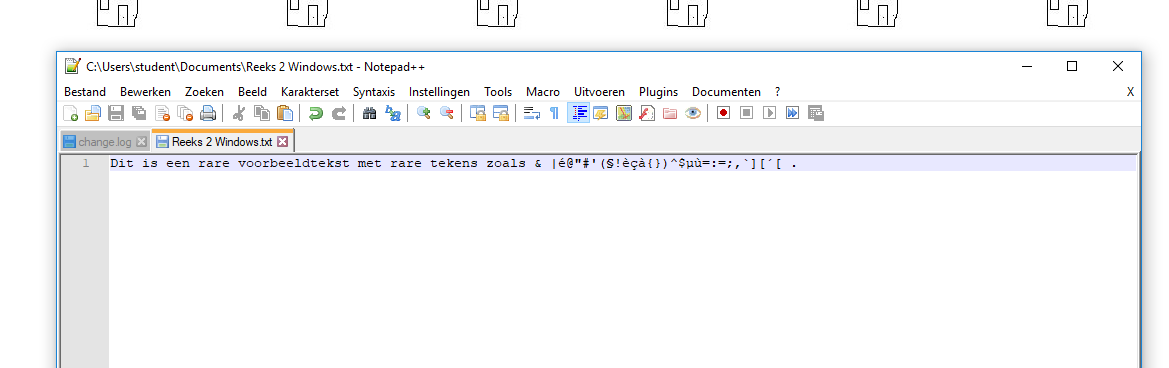 C:\Users\student\Documents\Reeks 2 Windows.txt - Notepad++
Bestand Bewerken Zoeken Beeld Karakterset Syntaxis Instellingen Tools Macro Uitvoeren Plugins Documenten ? X
change.log Reeks 2 Windows.txt
1 Dit is een rare voorbeeldtekst met rare tekens zoals & |é@"#'(§!èçà{})^$µù=:=;,`][´[ .